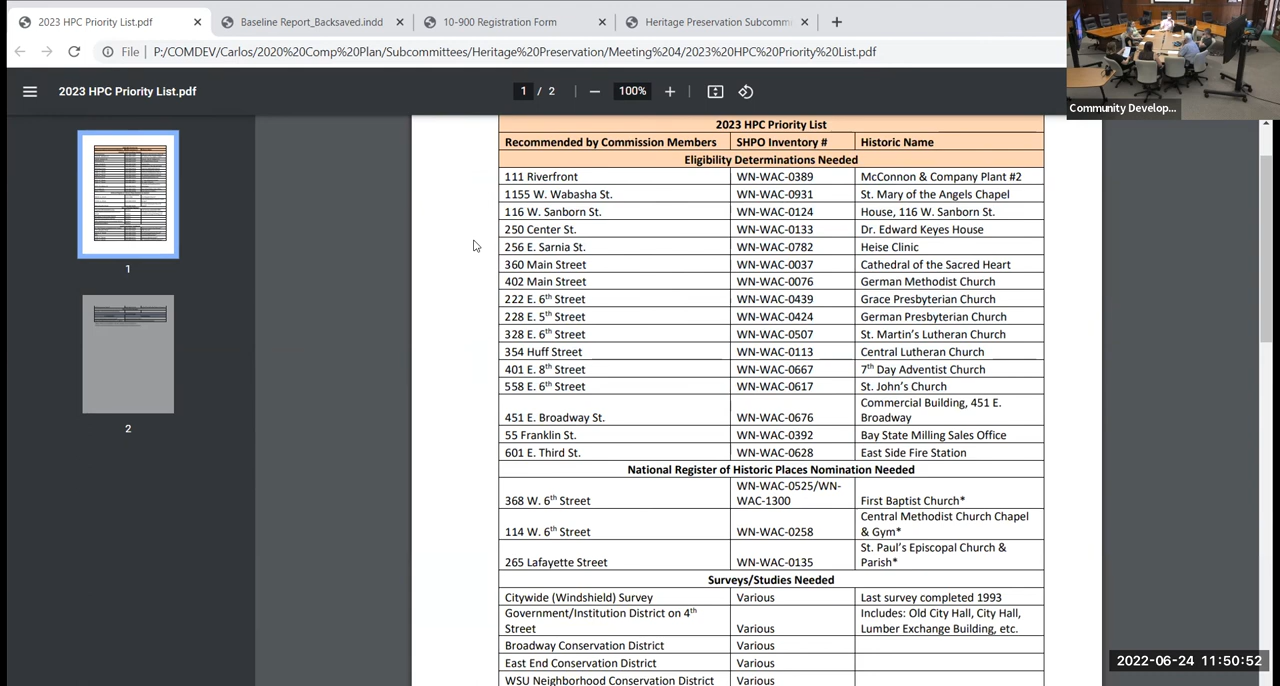 2023 HPC Priority List.pdf
Baseline Report_Backsaved.indd
10-900 Registration Form
Heritage Preservation Subcomm
File P:/COMDEV/Carlos/2020%20Comp%20Plan/Subcommittees/Heritage%20Preservation/Meeting%204/2023%20HPC%20Priority%20List.pdf
2023 HPC Priority List.pdf
1 / 2
100%
Community Develop...
1
2
2023 HPC Priority List
Recommended by Commission Members SHPO Inventory # Historic Name
Eligibility Determinations Needed
111 Riverfront WN-WAC-0389 McConnon & Company Plant #2
1155 W. Wabasha St. WN-WAC-0931 St. Mary of the Angels Chapel
116 W. Sanborn St. WN-WAC-0124 House, 116 W. Sanborn St.
250 Center St. WN-WAC-0133 Dr. Edward Keyes House
256 E. Sarnia St. WN-WAC-0782 Heise Clinic
360 Main Street WN-WAC-0037 Cathedral of the Sacred Heart
402 Main Street WN-WAC-0076 German Methodist Church
222 E. 6th Street WN-WAC-0439 Grace Presbyterian Church
228 E. 5th Street WN-WAC-0424 German Presbyterian Church
328 E. 6th Street WN-WAC-0507 St. Martin's Lutheran Church
354 Huff Street WN-WAC-0113 Central Lutheran Church
401 E. 8th Street WN-WAC-0667 7th Day Adventist Church
558 E. 6th Street WN-WAC-0617 St. John's Church
Commercial Building, 451 E.
451 E. Broadway St. WN-WAC-0676 Broadway
55 Franklin St. WN-WAC-0392 Bay State Milling Sales Office
601 E. Third St. WN-WAC-0628 East Side Fire Station
National Register of Historic Places Nomination Needed
WN-WAC-0525/WN-
368 W. 6th Street WAC-1300 First Baptist Church*
Central Methodist Church Chapel
114 W. 6th Street WN-WAC-0258 & Gym*
St. Paul's Episcopal Church &
265 Lafayette Street WN-WAC-0135 Parish*
Surveys/Studies Needed
Citywide (Windshield) Survey Various Last survey completed 1993
Government/Institution District on 4th Includes: Old City Hall, City Hall,
Street Various Lumber Exchange Building, etc.
Broadway Conservation District Various
East End Conservation District Various
WSU Neighborhood Conservation District Various
2022-06-24 11:50:52